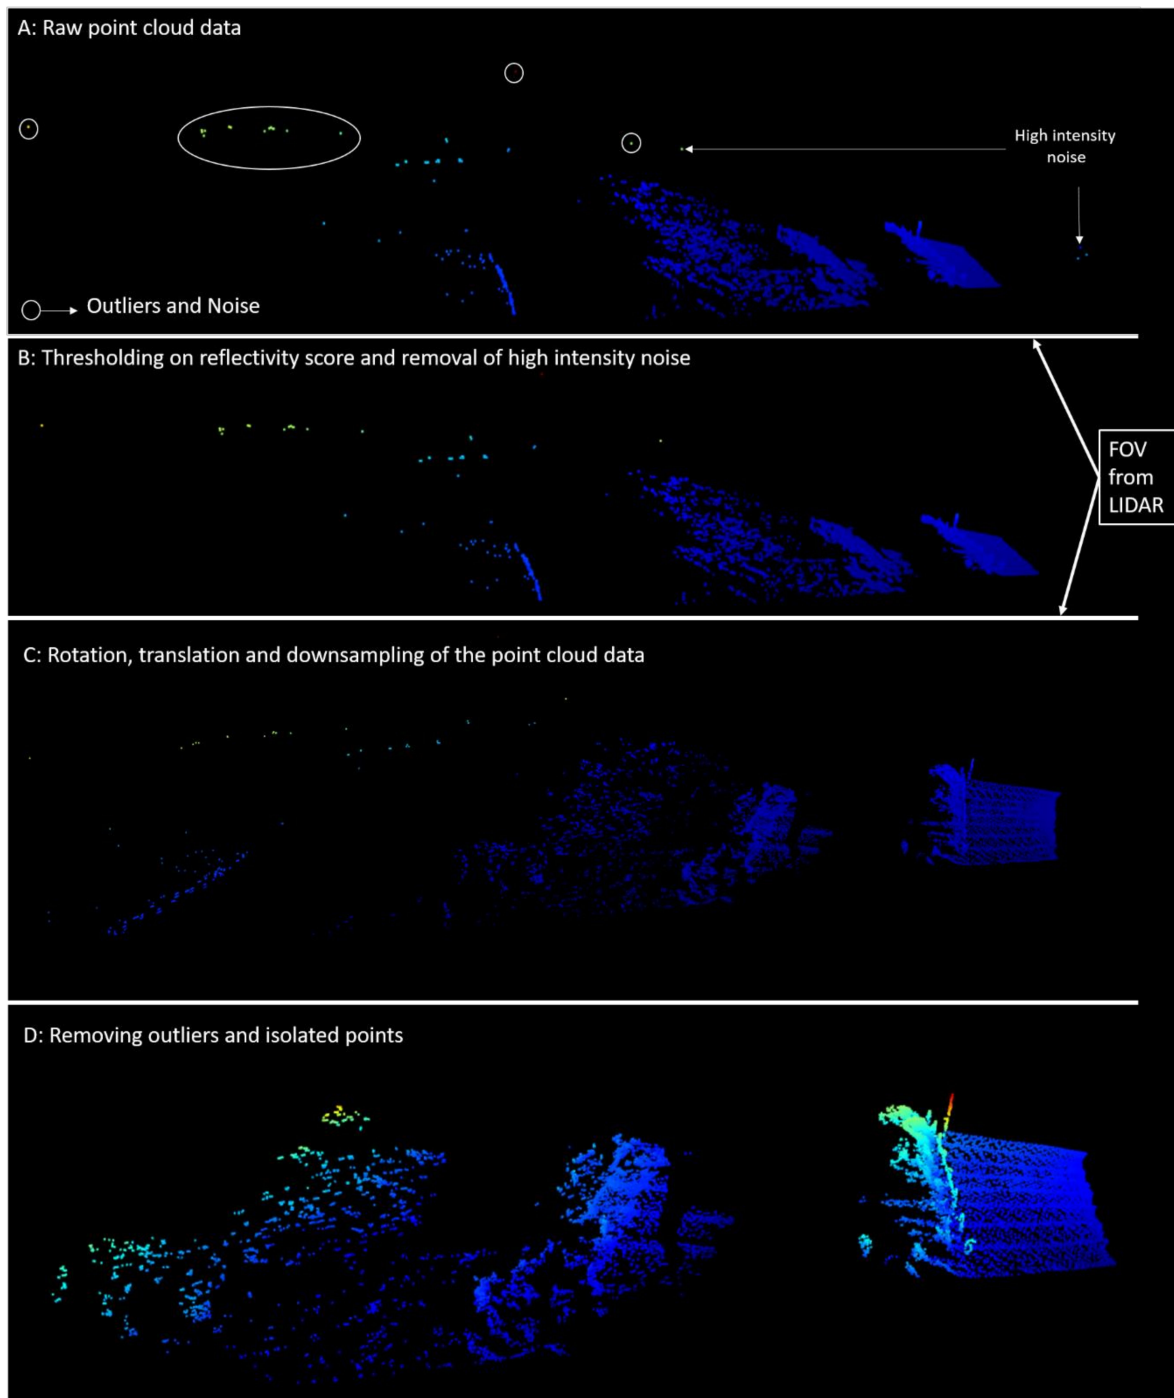 A: Raw point cloud data
High intensity
noise
Outliers and Noise
B: Thresholding on reflectivity score and removal of high intensity noise
FOV
from
LIDAR
C: Rotation, translation and downsampling of the point cloud data
D: Removing outliers and isolated points